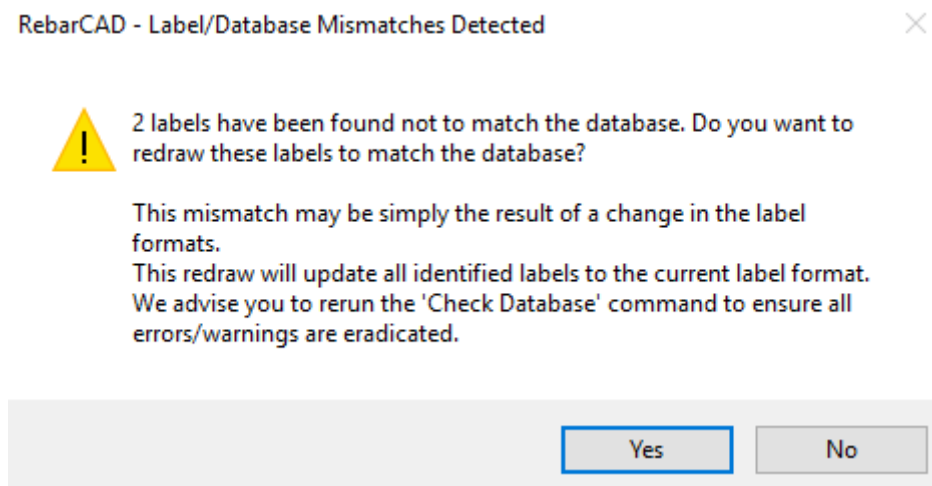 RebarCAD - Label/Database Mismatches Detected
2 labels have been found not to match the database. Do you want to
redraw these labels to match the database?
This mismatch may be simply the result of a change in the label
formats.
This redraw will update all identified labels to the current label format.
We advise you to rerun the 'Check Database' command to ensure all
errors/warnings are eradicated.
Yes
No